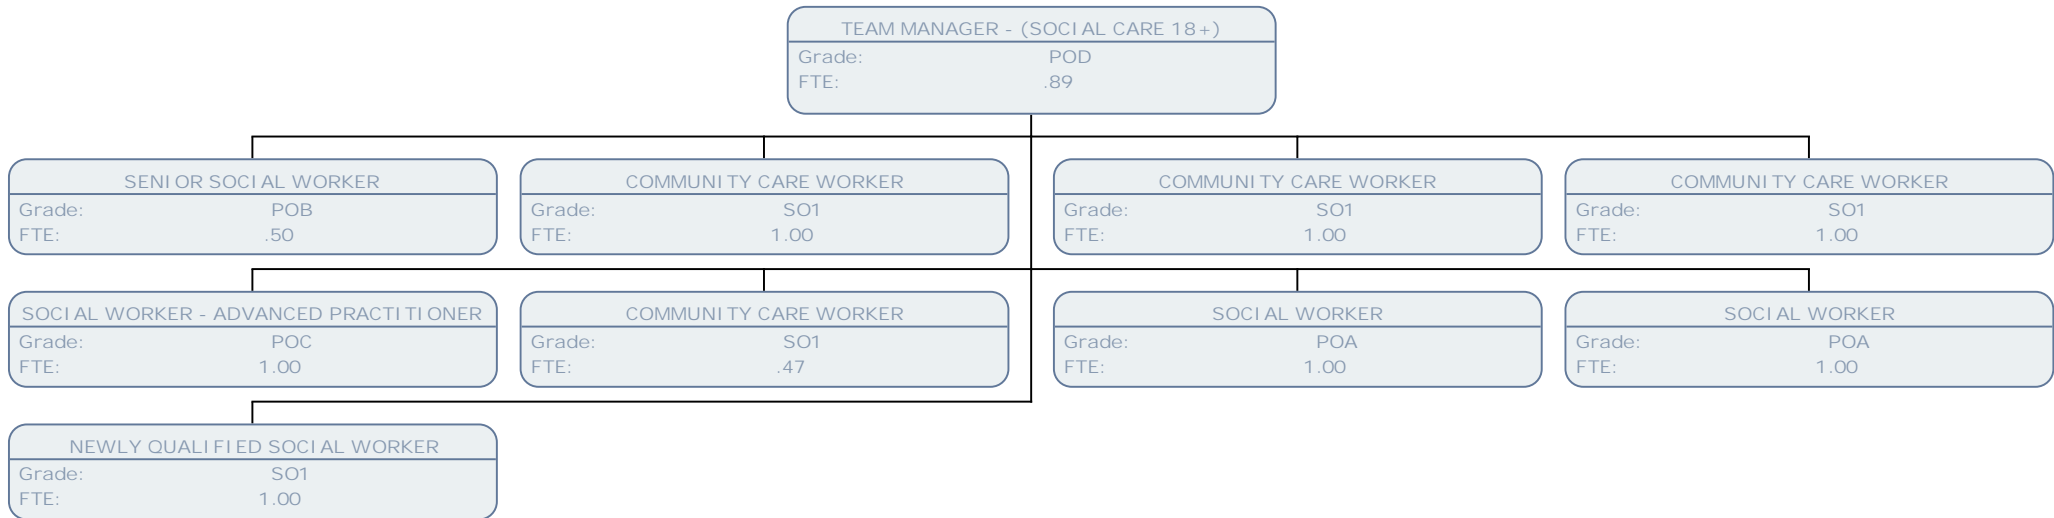 TEAM MANAGER - (SOCIAL CARE 18+)
Grade: POD
FTE: .89
SENIOR SOCIAL WORKER
Grade: POB
FTE: .50
COMMUNITY CARE WORKER
Grade: SO1
FTE: 1.00
COMMUNITY CARE WORKER
Grade: SO1
FTE: 1.00
COMMUNITY CARE WORKER
Grade: SO1
FTE: 1.00
SOCIAL WORKER - ADVANCED PRACTITIONER
Grade: POC
FTE: 1.00
COMMUNITY CARE WORKER
Grade: SO1
FTE: .47
SOCIAL WORKER
Grade: POA
FTE: 1.00
SOCIAL WORKER
Grade: POA
FTE: 1.00
NEWLY QUALIFIED SOCIAL WORKER
Grade: SO1
FTE: 1.00